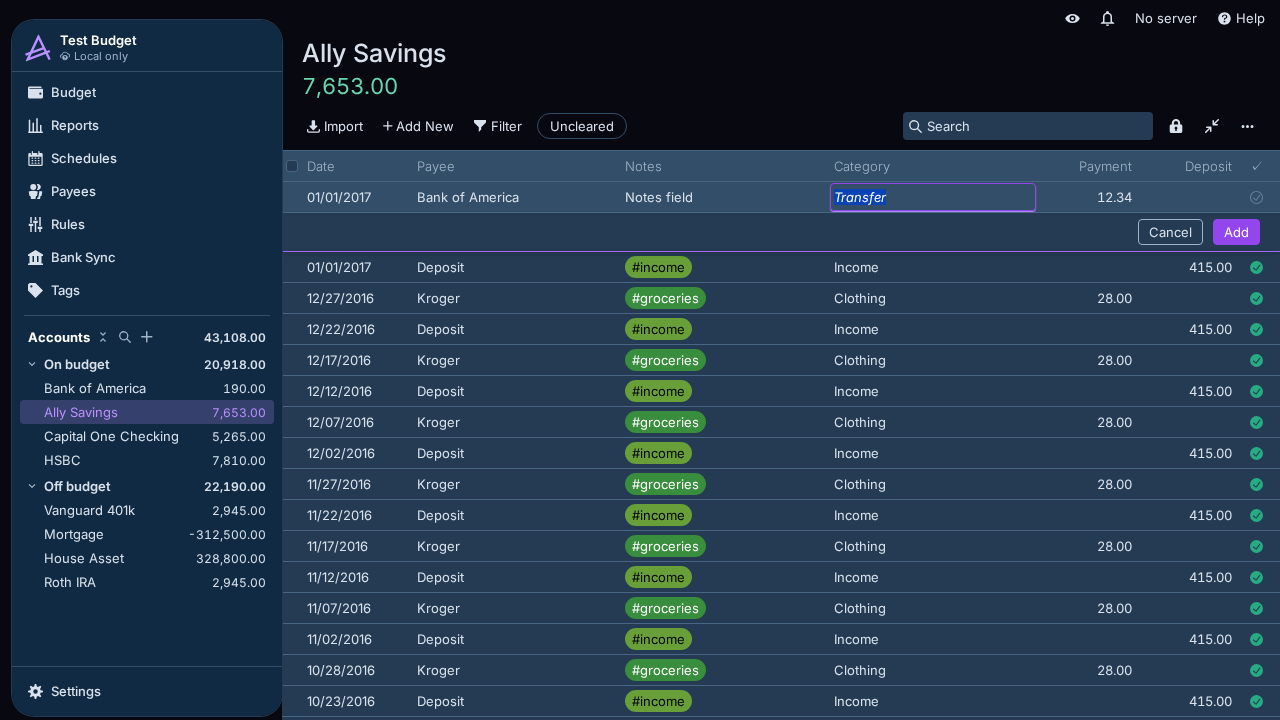 No server
Help
Test Budget
Local only
Budget
Reports
Schedules
Payees
Rules
Bank Sync
Tags
Accounts 43,108.00
On budget 20,918.00
Bank of America 190.00
Ally Savings 7,653.00
Capital One Checking 5,265.00
HSBC 7,810.00
Off budget 22,190.00
Vanguard 401k 2,945.00
Mortgage -312,500.00
House Asset 328,800.00
Roth IRA 2,945.00
Settings
Ally Savings
7,653.00
Import Add New Filter Uncleared Search
Date Payee Notes Category Payment Deposit ✓
01/01/2017 Bank of America Notes field Transfer 12.34
Cancel Add
01/01/2017 Deposit #income Income 415.00
12/27/2016 Kroger #groceries Clothing 28.00
12/22/2016 Deposit #income Income 415.00
12/17/2016 Kroger #groceries Clothing 28.00
12/12/2016 Deposit #income Income 415.00
12/07/2016 Kroger #groceries Clothing 28.00
12/02/2016 Deposit #income Income 415.00
11/27/2016 Kroger #groceries Clothing 28.00
11/22/2016 Deposit #income Income 415.00
11/17/2016 Kroger #groceries Clothing 28.00
11/12/2016 Deposit #income Income 415.00
11/07/2016 Kroger #groceries Clothing 28.00
11/02/2016 Deposit #income Income 415.00
10/28/2016 Kroger #groceries Clothing 28.00
10/23/2016 Deposit #income Income 415.00